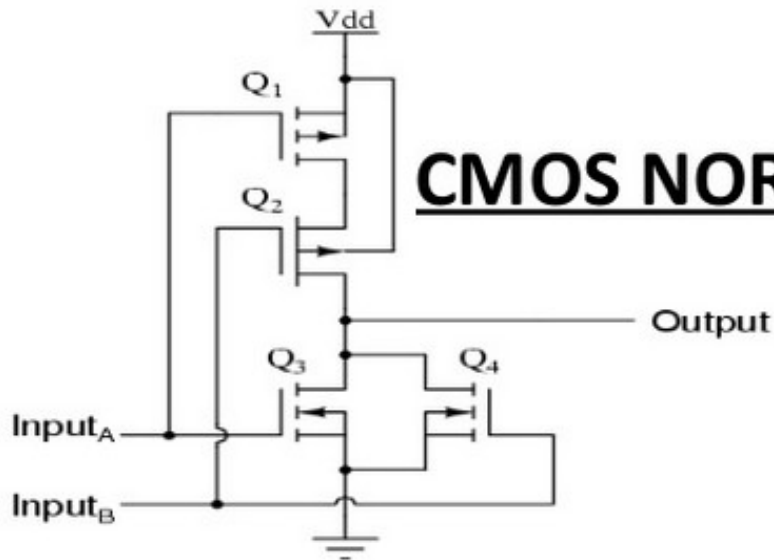 Vdd
Q1
CMOS NOR
Q2
Output
Q3
Q4
InputA
InputB